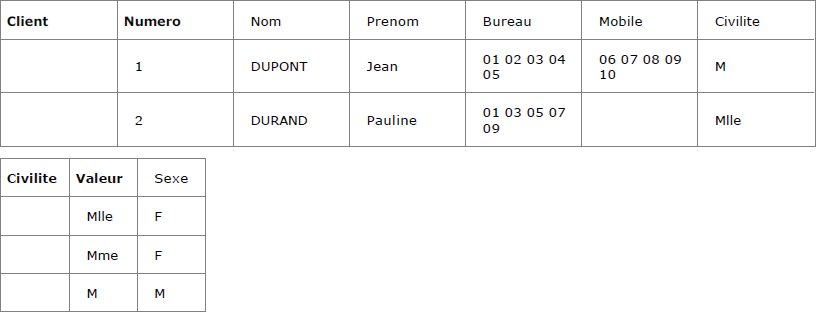 Client Numero Nom Prenom Bureau Mobile Civilite
1 DUPONT Jean 01 02 03 04 05 06 07 08 09 10 M
2 DURAND Pauline 01 03 05 07 09 Mlle
Civilite Valeur Sexe
Mlle F
Mme F
M M